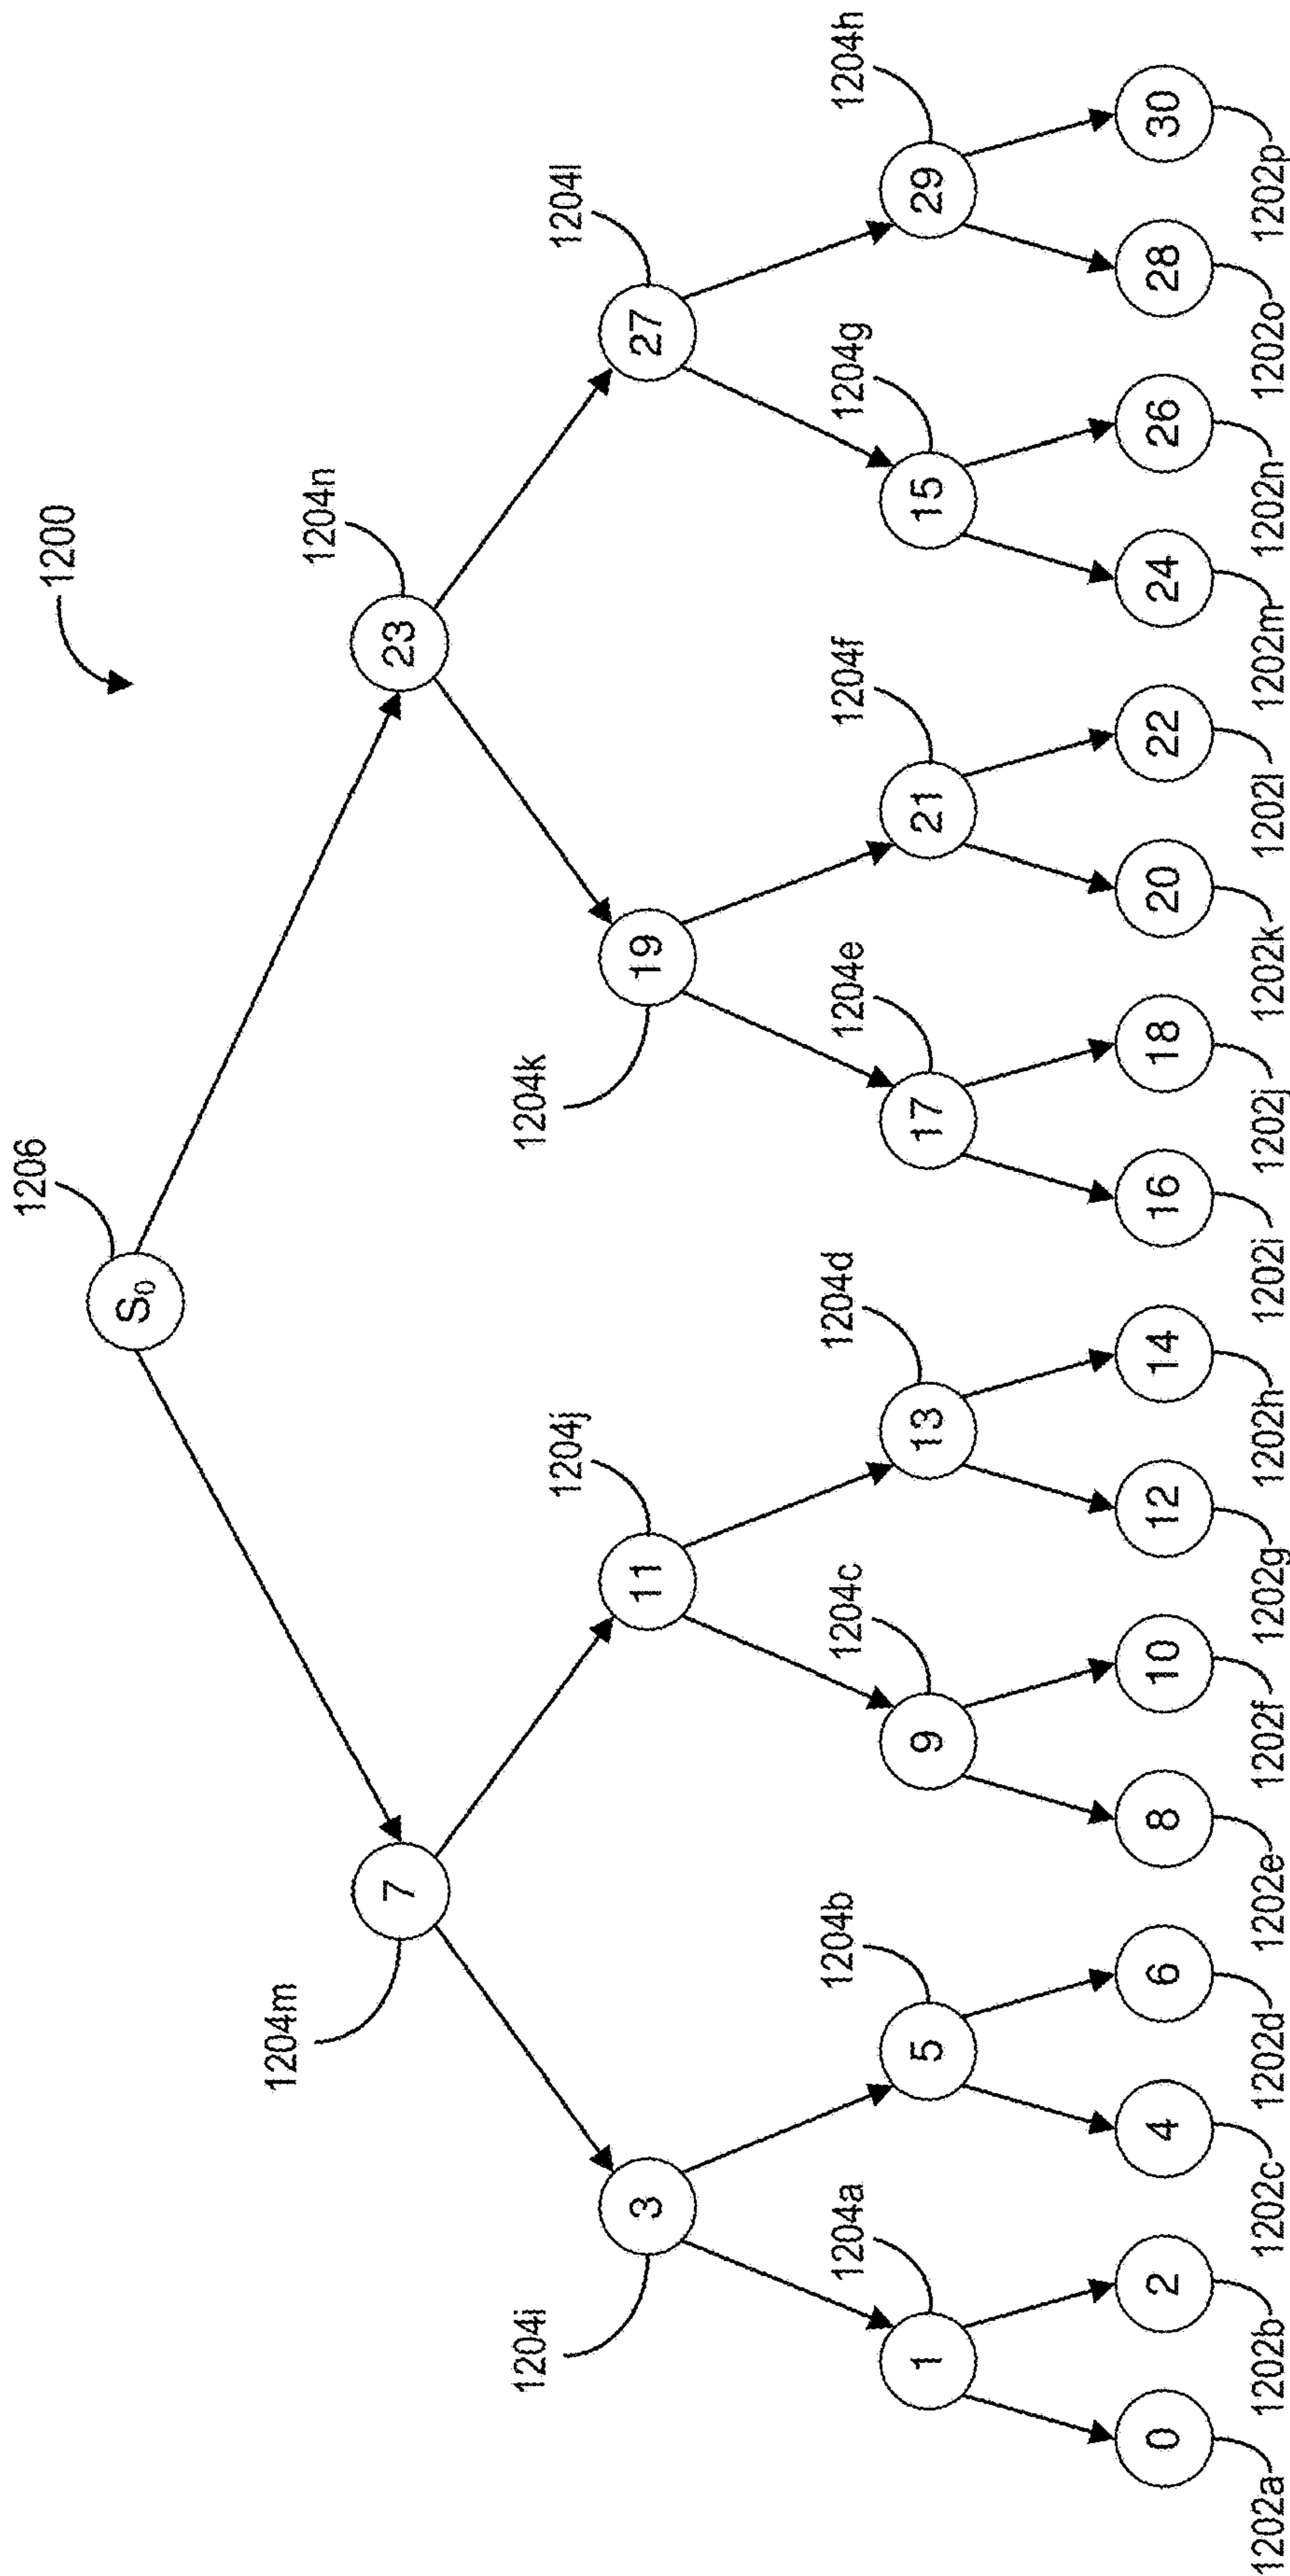 1200
1206
S₀
1204m
7
23
1204n
1204i
3
11
1204j
1204k
19
27
1204l
1
1204a
5
1204b
9
1204c
13
1204d
17
1204e
21
1204f
15
1204g
29
1204h
0
2
4
6
8
10
12
14
16
18
20
22
24
26
28
30
1202a
1202b
1202c
1202d
1202e
1202f
1202g
1202h
1202i
1202j
1202k
1202l
1202m
1202n
1202o
1202p